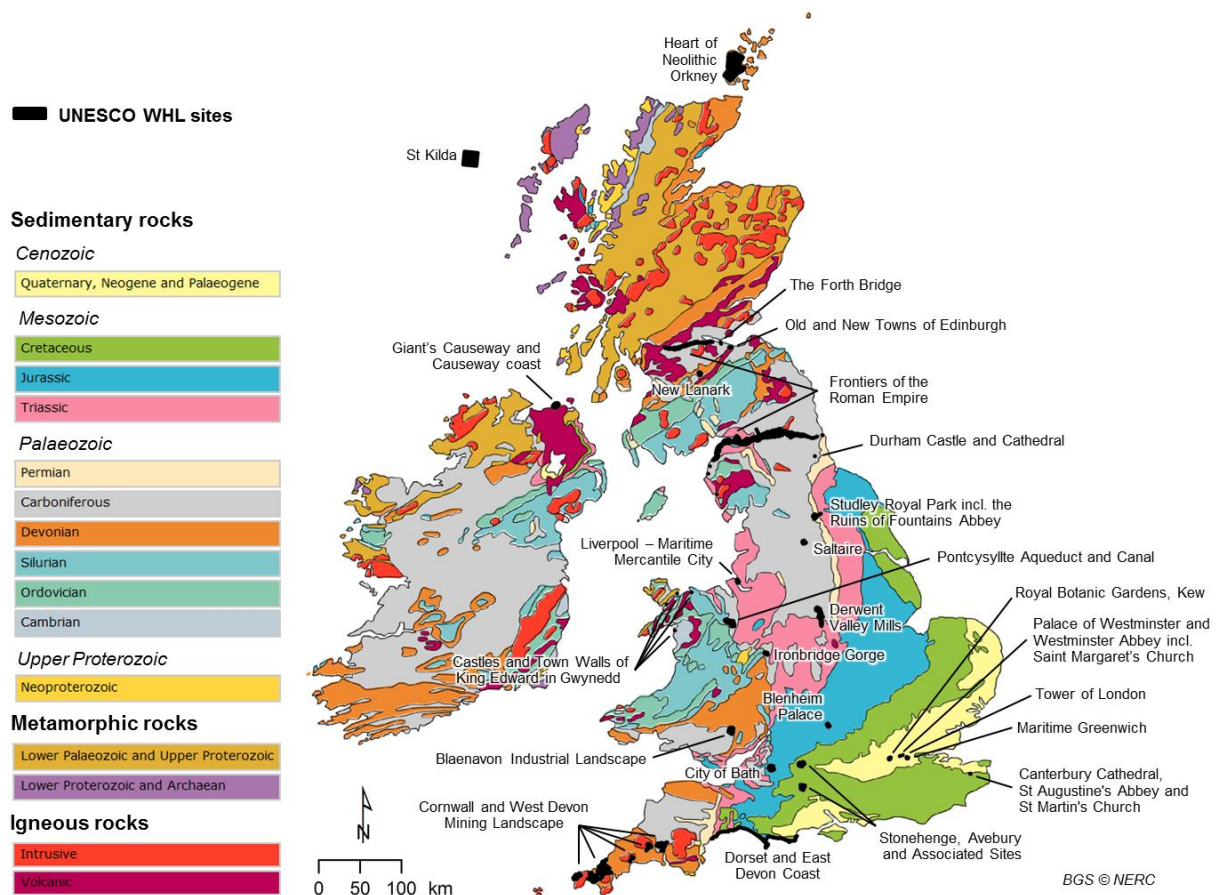 UNESCO WHL sites
Sedimentary rocks
Cenozoic
Quaternary, Neogene and Palaeogene
Mesozoic
Cretaceous
Jurassic
Triassic
Palaeozoic
Permian
Carboniferous
Devonian
Silurian
Ordovician
Cambrian
Upper Proterozoic
Neoproterozoic
Metamorphic rocks
Lower Palaeozoic and Upper Proterozoic
Lower Proterozoic and Archaean
Igneous rocks
Intrusive
Volcanic
Heart of
Neolithic
Orkney
St Kilda
The Forth Bridge
Old and New Towns of Edinburgh
Giant's Causeway and
Causeway coast
New Lanark
Frontiers of the
Roman Empire
Durham Castle and Cathedral
Studley Royal Park incl. the
Ruins of Fountains Abbey
Saltaire
Liverpool – Maritime
Mercantile City
Pontcysyllte Aqueduct and Canal
Royal Botanic Gardens, Kew
Derwent
Valley Mills
Palace of Westminster and
Westminster Abbey incl.
Saint Margaret's Church
Castles and Town Walls of
King Edward in Gwynedd
Ironbridge Gorge
Blenheim
Palace
Tower of London
Maritime Greenwich
Blaenavon Industrial Landscape
City of Bath
Canterbury Cathedral,
St Augustine's Abbey and
St Martin's Church
Cornwall and West Devon
Mining Landscape
Stonehenge, Avebury
and Associated Sites
Dorset and East
Devon Coast
N
0 50 100 km
BGS © NERC